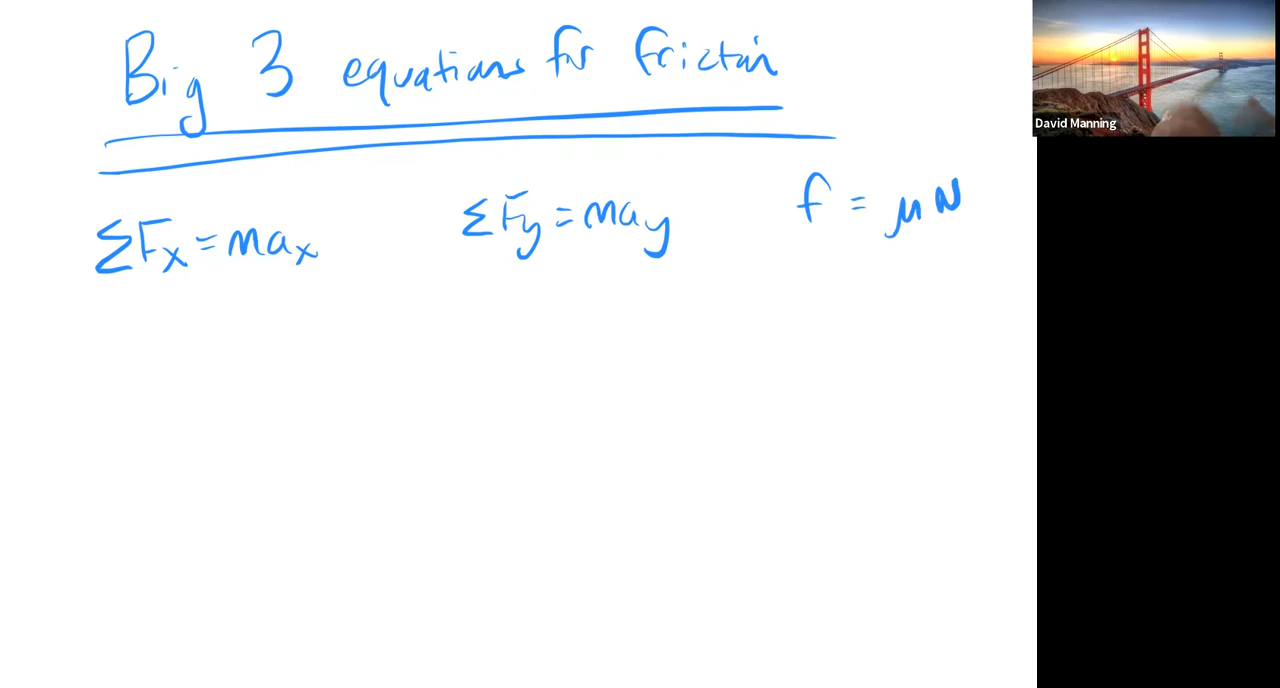 Big 3 equations for friction
ΣFx = max ΣFy = may f = μN
David Manning